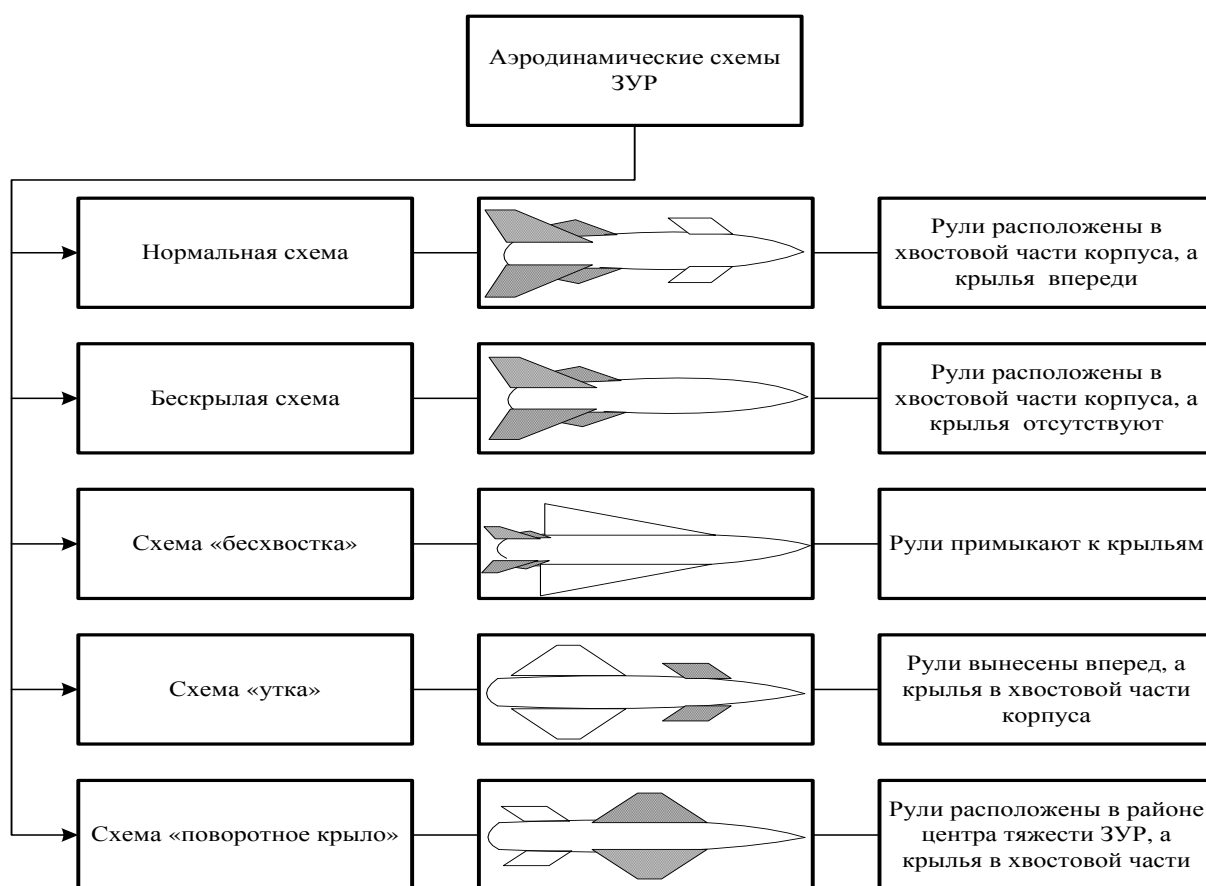 Аэродинамические схемы
ЗУР
Нормальная схема
Рули расположены в
хвостовой части корпуса, а
крылья впереди
Бескрылая схема
Рули расположены в
хвостовой части корпуса, а
крылья отсутствуют
Схема «бесхвостка»
Рули примыкают к крыльям
Схема «утка»
Рули вынесены вперед, а
крылья в хвостовой части
корпуса
Схема «поворотное крыло»
Рули расположены в районе
центра тяжести ЗУР, а
крылья в хвостовой части